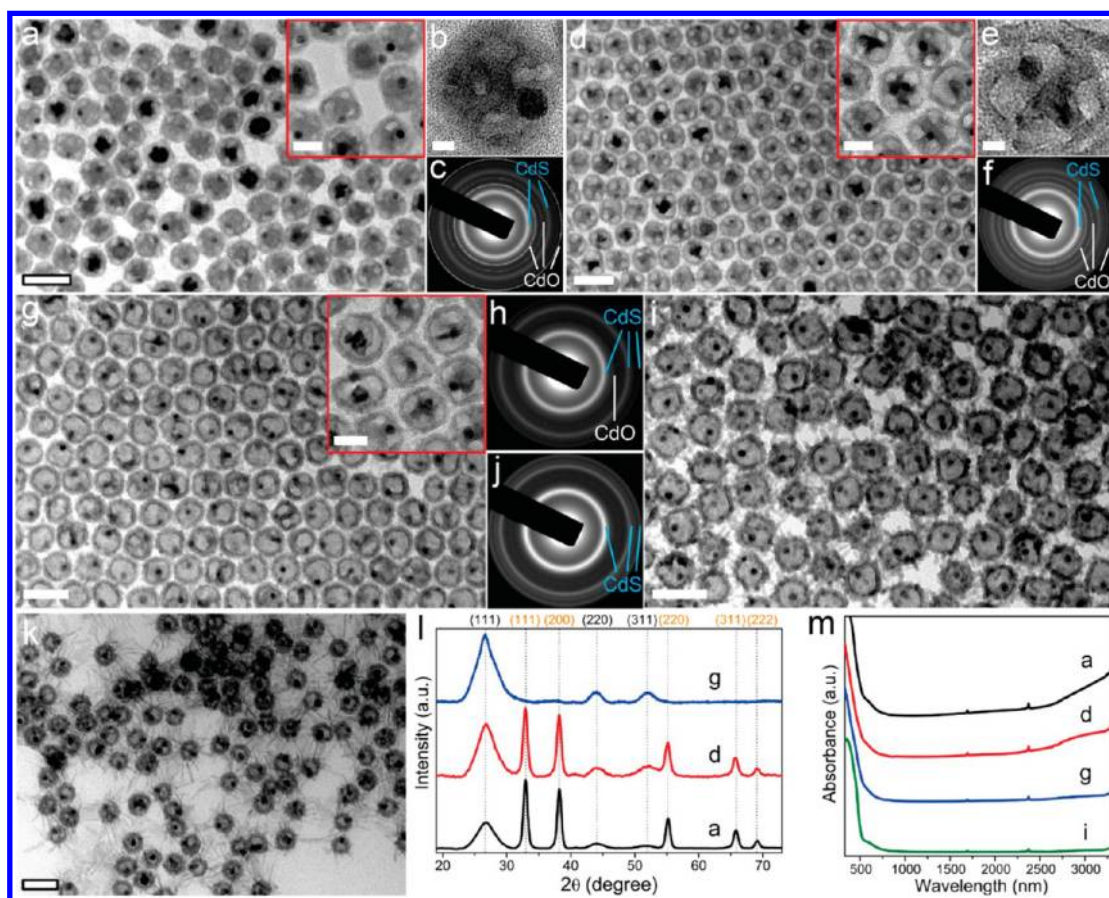 a
b
c
CdS
CdO
d
e
f
CdS
CdO
g
h
CdS
CdO
i
j
CdS
k
l
(111) (111) (200) (220) (311) (220) (311) (222)
g
d
a
Intensity (a.u.)
20 30 40 50 60 70
2θ (degree)
m
a
d
g
i
Absorbance (a.u.)
500 1000 1500 2000 2500 3000
Wavelength (nm)